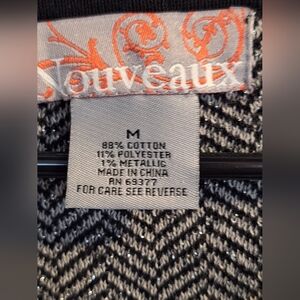 Nouveaux
M
88% COTTON
11% POLYESTER
1% METALLIC
MADE IN CHINA
RN 69377
FOR CARE SEE REVERSE